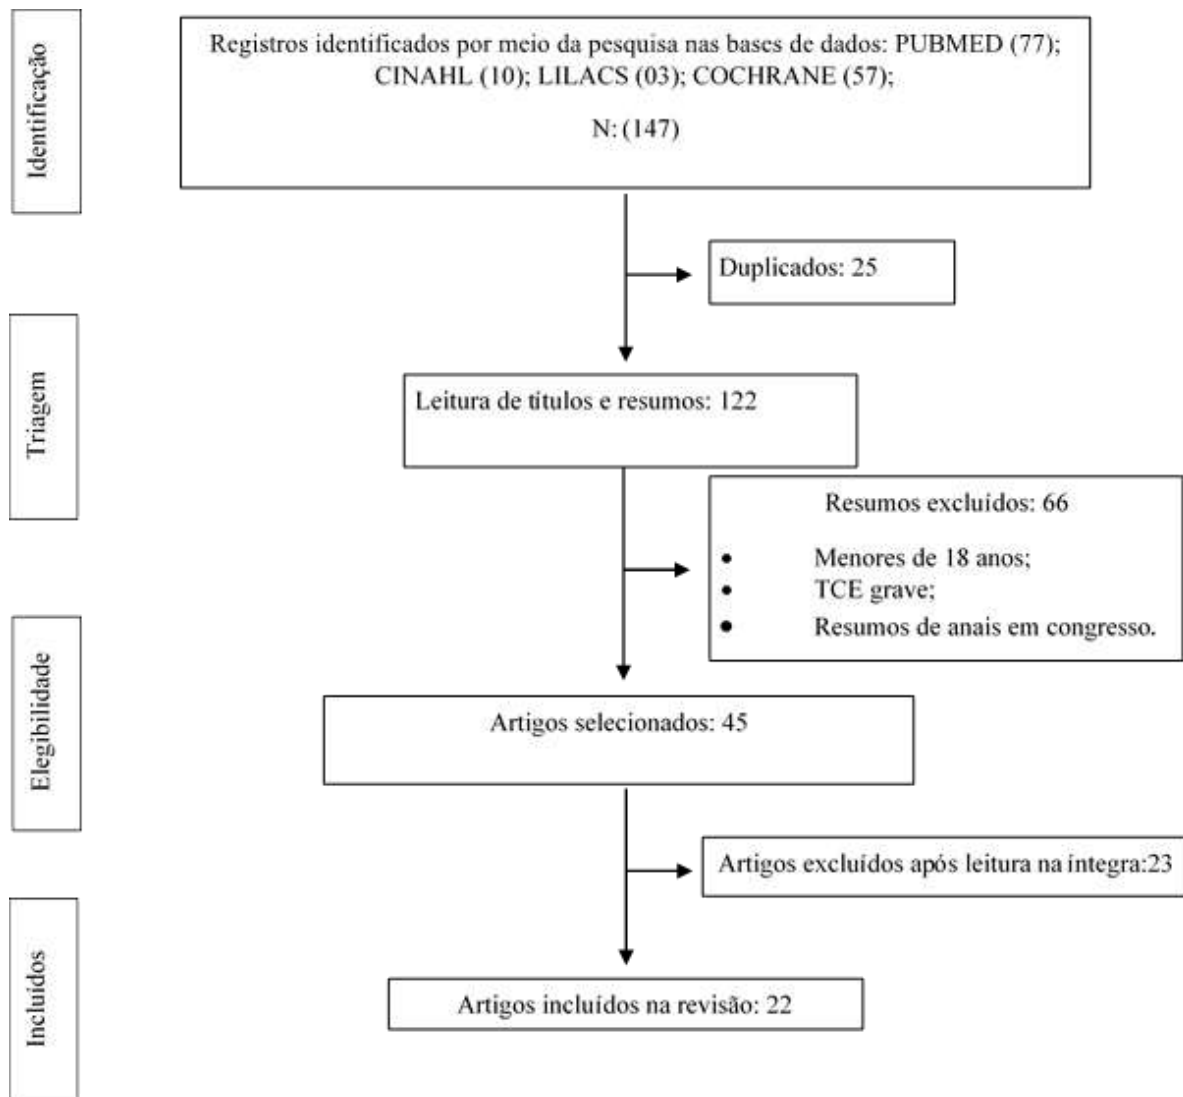 Identificação
Registros identificados por meio da pesquisa nas bases de dados: PUBMED (77);
CINAHL (10); LILACS (03); COCHRANE (57);
N: (147)
Duplicados: 25
Triagem
Leitura de títulos e resumos: 122
Resumos excluídos: 66
• Menores de 18 anos;
• TCE grave;
• Resumos de anais em congresso.
Elegibilidade
Artigos selecionados: 45
Artigos excluídos após leitura na íntegra:23
Incluídos
Artigos incluídos na revisão: 22